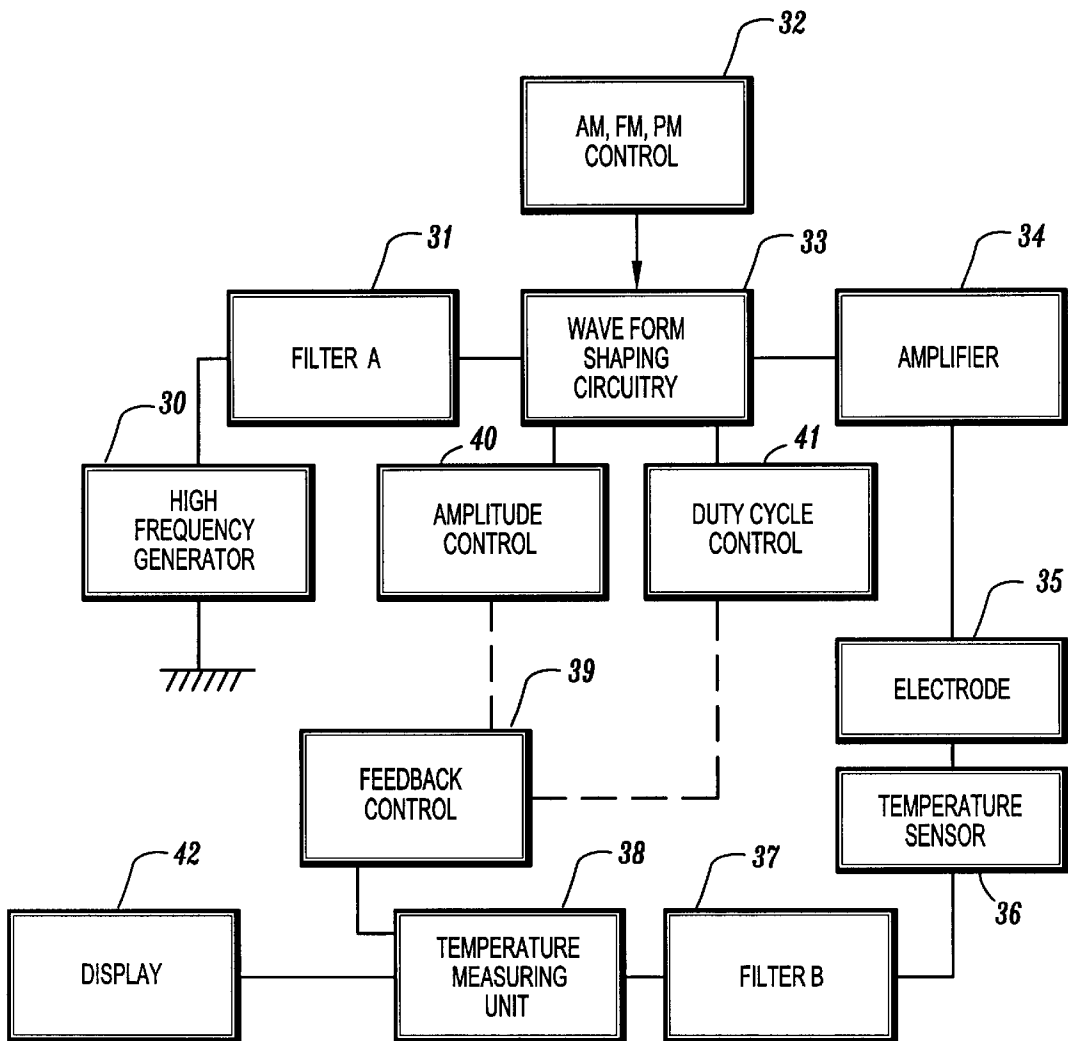 32
AM, FM, PM
CONTROL
31
33
34
FILTER A
WAVE FORM
SHAPING
CIRCUITRY
AMPLIFIER
30
40
41
HIGH
FREQUENCY
GENERATOR
AMPLITUDE
CONTROL
DUTY CYCLE
CONTROL
35
ELECTRODE
39
FEEDBACK
CONTROL
TEMPERATURE
SENSOR
36
42
38
37
DISPLAY
TEMPERATURE
MEASURING
UNIT
FILTER B